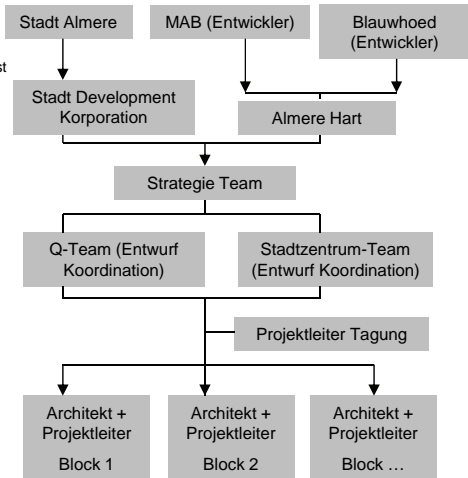 Stadt Almere
MAB (Entwickler)
Blauwhoed
(Entwickler)
st
Stadt Development
Korporation
Almere Hart
Strategie Team
Q-Team (Entwurf
Koordination)
Stadtzentrum-Team
(Entwurf Koordination)
Projektleiter Tagung
Architekt +
Projektleiter
Block 1
Architekt +
Projektleiter
Block 2
Architekt +
Projektleiter
Block …